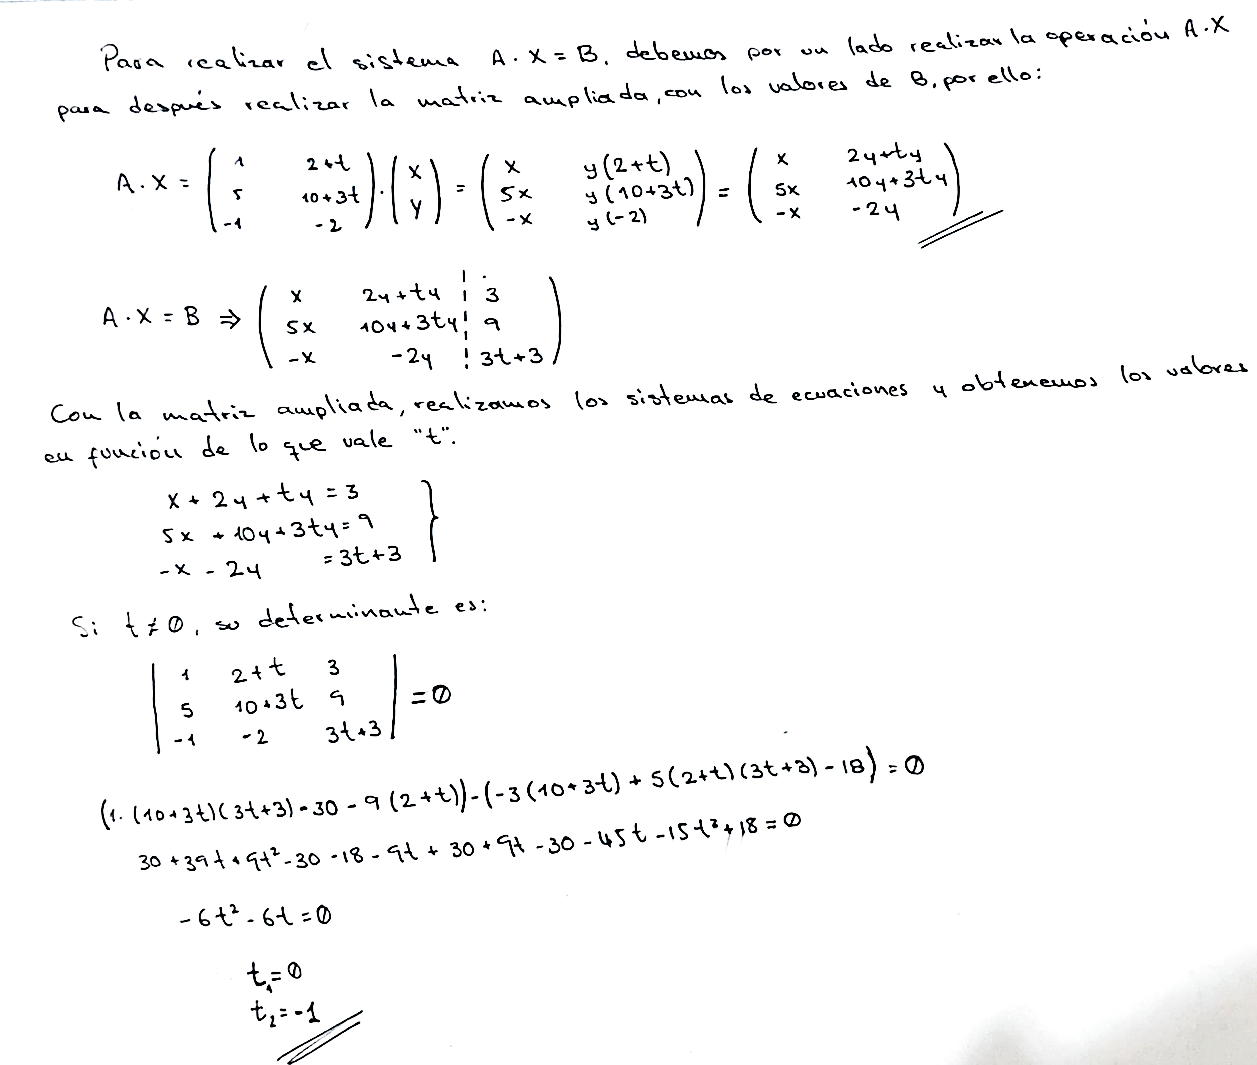 Para realizar el sistema A · X = B, debemos por un lado realizar la operación A·X
para después realizar la matriz ampliada, con los valores de B, por ello:
A·X = ( 1 2+t ; 5 10+3t ; -1 -2 ) · ( x ; y ) = ( x y(2+t) ; 5x y(10+3t) ; -x y(-2) ) = ( x 2y+ty ; 5x 10y+3ty ; -x -2y )
A·X = B ⇒ ( x 2y+ty ¦ 3 ; 5x 10y+3ty ¦ 9 ; -x -2y ¦ 3t+3 )
Con la matriz ampliada, realizamos los sistemas de ecuaciones y obtenemos los valores
en función de lo que vale "t".
x + 2y + ty = 3
5x + 10y + 3ty = 9
-x - 2y = 3t+3
Si t ≠ 0, su determinante es:
| 1 2+t 3 |
| 5 10+3t 9 | = 0
| -1 -2 3t+3 |
(1·(10+3t)(3t+3) - 30 - 9(2+t)) - (-3(10+3t) + 5(2+t)(3t+3) - 18) = 0
30 + 39t + 9t² - 30 - 18 - 9t + 30 + 9t - 30 - 45t - 15t² + 18 = 0
-6t² - 6t = 0
t₁ = 0
t₂ = -1